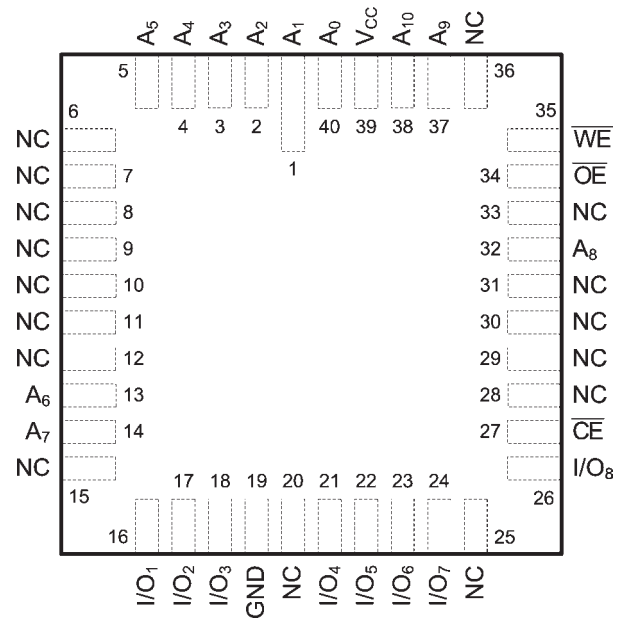 A5 A4 A3 A2 A1 A0 VCC A10 A9 NC
5 36
4 3 2 40 39 38 37
1
6 35
NC W̅E̅
NC 7 34 O̅E̅
NC 8 33 NC
NC 9 32 A8
NC 10 31 NC
NC 11 30 NC
NC 12 29 NC
A6 13 28 NC
A7 14 27 C̅E̅
NC I/O8
15 26
17 18 19 20 21 22 23 24
16 25
I/O1 I/O2 I/O3 GND NC I/O4 I/O5 I/O6 I/O7 NC